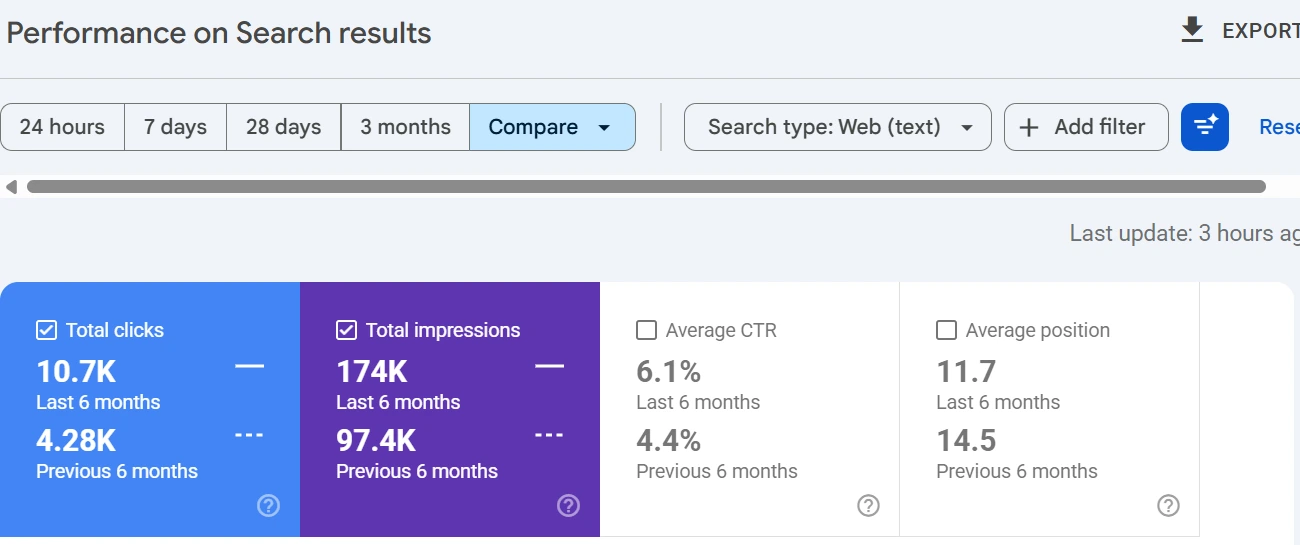 Performance on Search results
EXPORT
24 hours 7 days 28 days 3 months Compare Search type: Web (text) Add filter Rese
Last update: 3 hours ag
Total clicks Total impressions Average CTR Average position
10.7K 174K 6.1% 11.7
Last 6 months Last 6 months Last 6 months Last 6 months
4.28K 97.4K 4.4% 14.5
Previous 6 months Previous 6 months Previous 6 months Previous 6 months